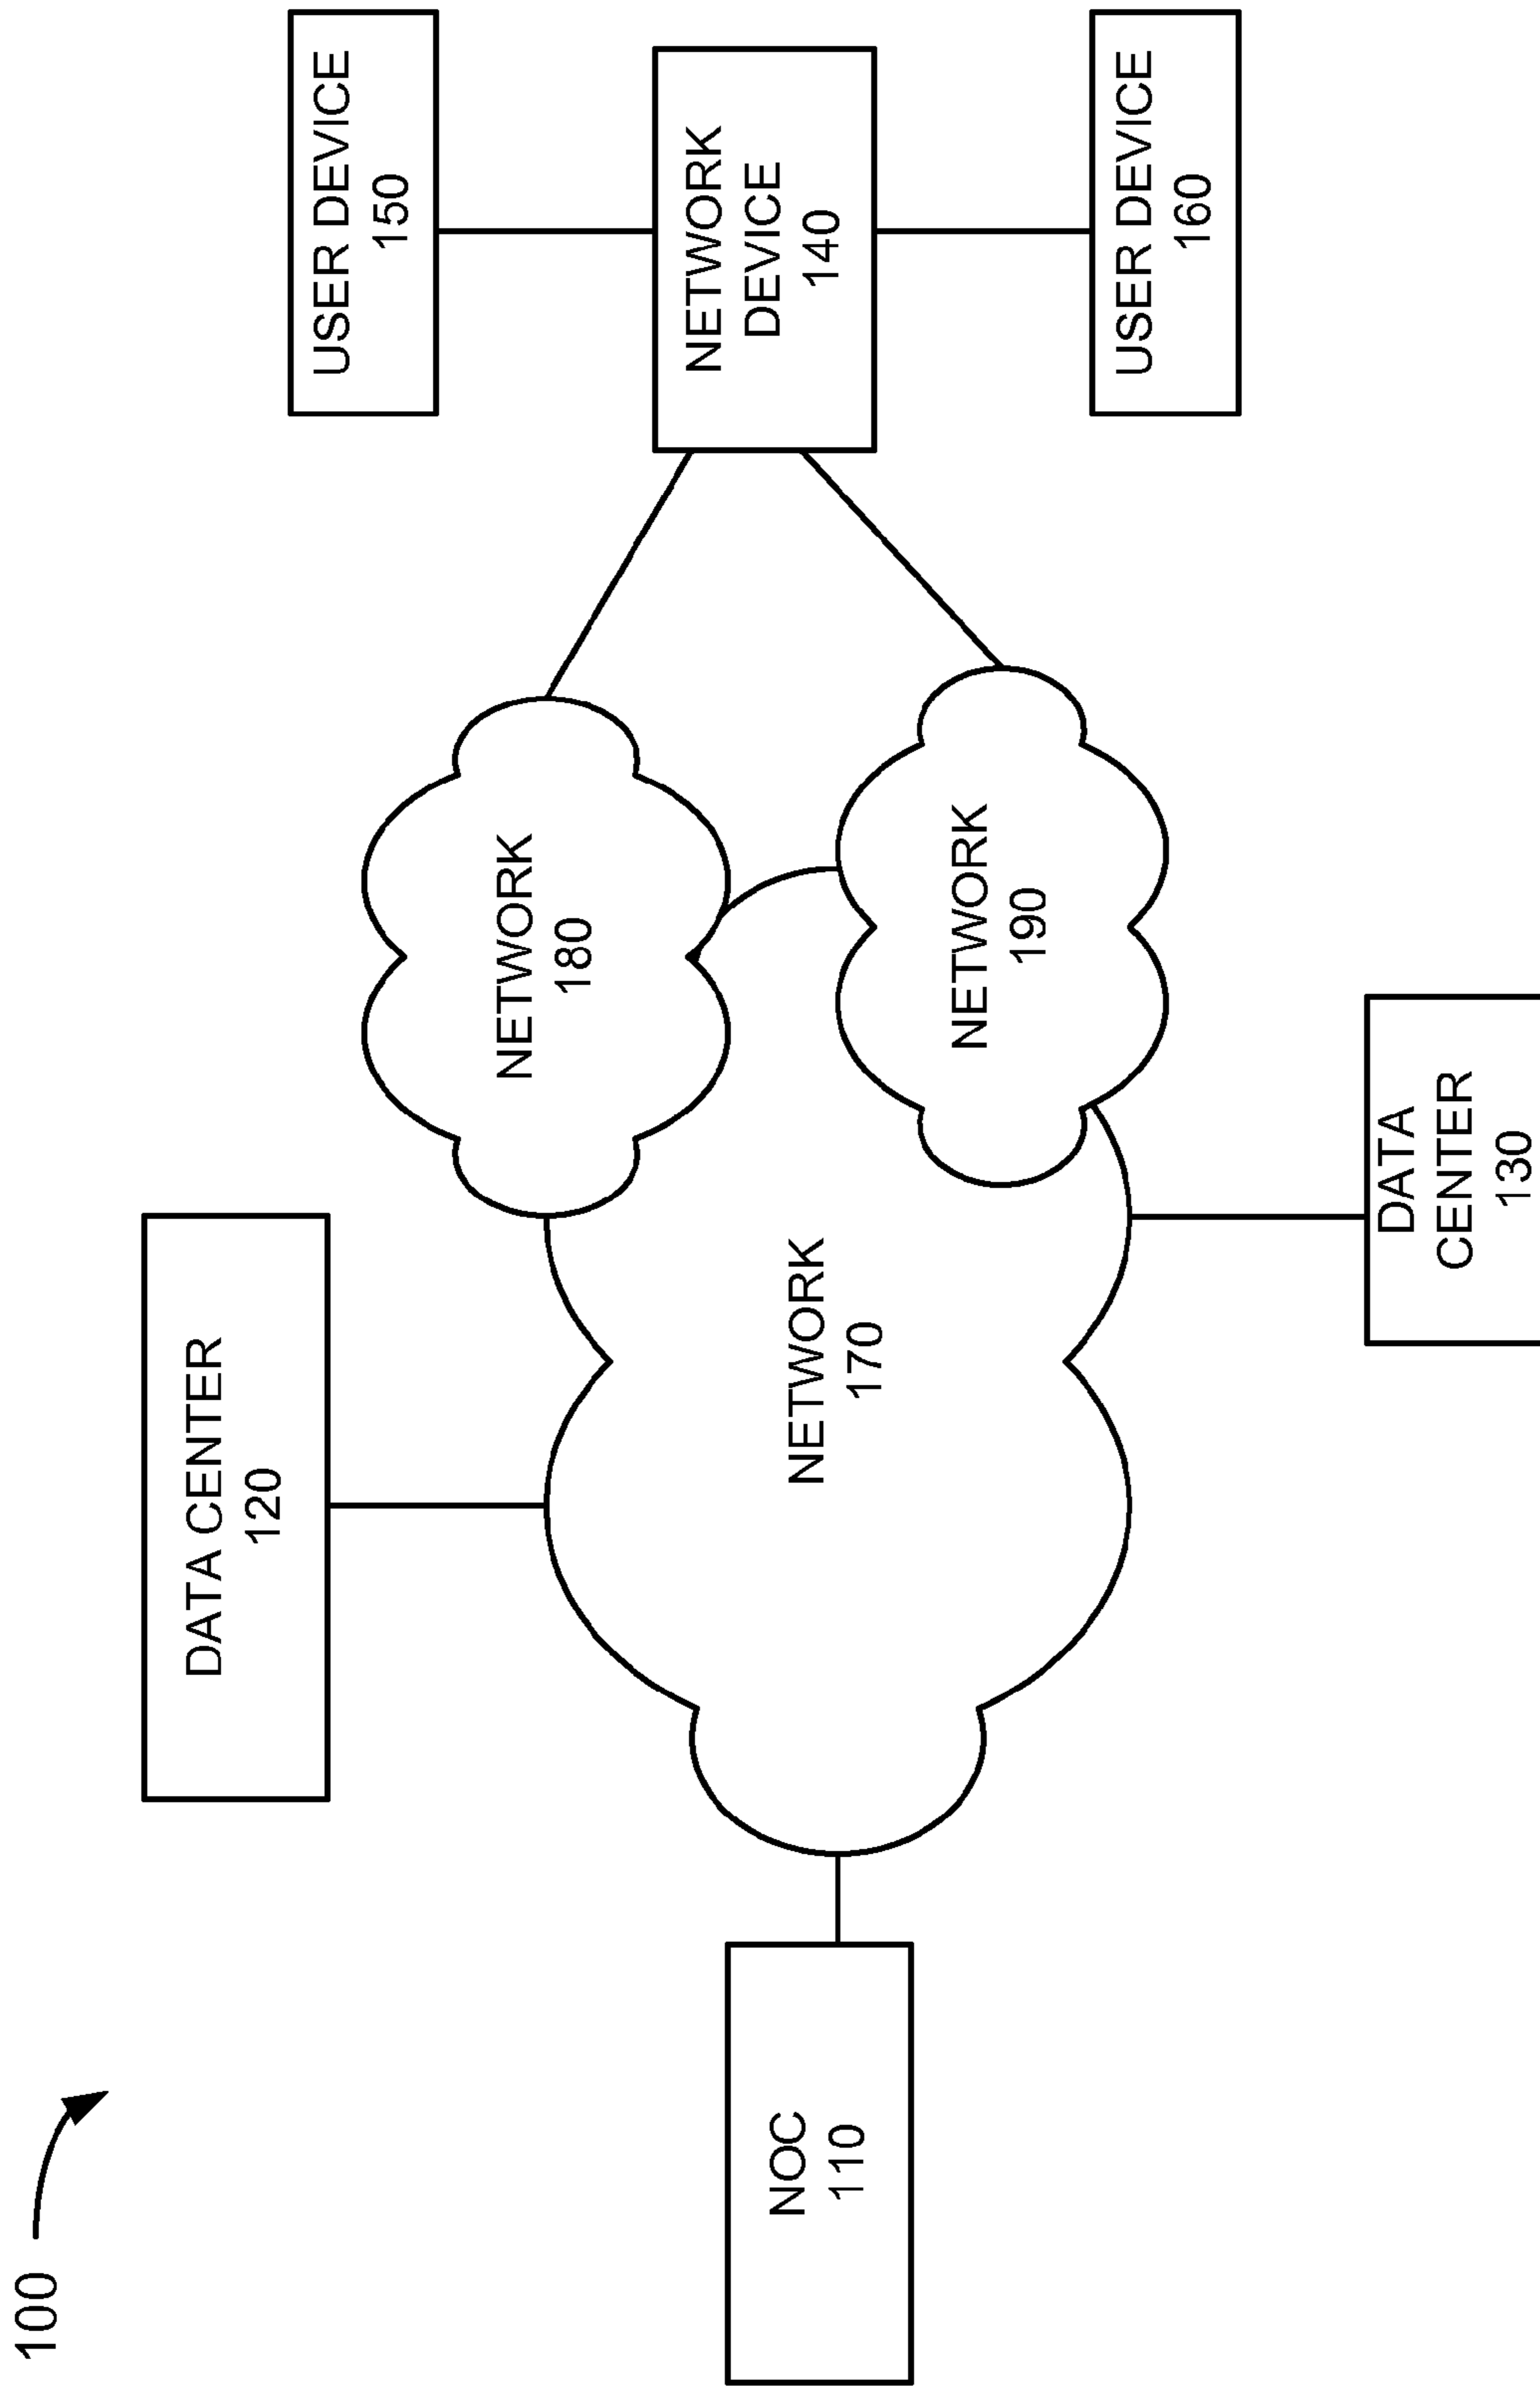 100
DATA CENTER
120
USER DEVICE
150
NETWORK
180
NOC
110
NETWORK
170
NETWORK
DEVICE
140
NETWORK
190
USER DEVICE
160
DATA
CENTER
130